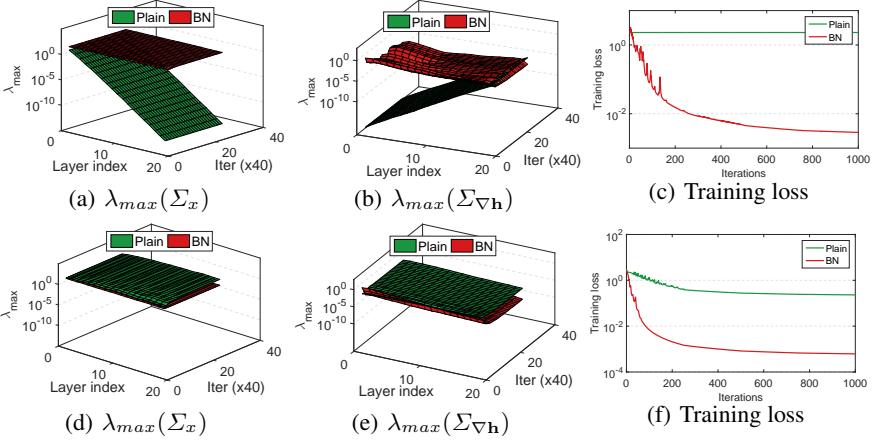 Plain BN
λmax
10^0
10^-5
10^-10
0
10
20
Layer index
0
20
40
Iter (x40)
(a) λmax(Σx)
Plain BN
λmax
10^0
10^-5
10^-10
0
10
20
Layer index
0
20
40
Iter (x40)
(b) λmax(Σ∇h)
Plain
BN
Training loss
10^0
10^-2
0 200 400 600 800 1000
Iterations
(c) Training loss
Plain BN
λmax
10^0
10^-5
10^-10
0
10
20
Layer index
0
20
40
Iter (x40)
(d) λmax(Σx)
Plain BN
λmax
10^0
10^-5
10^-10
0
10
20
Layer index
0
20
40
Iter (x40)
(e) λmax(Σ∇h)
Plain
BN
Training loss
10^2
10^0
10^-2
10^-4
0 200 400 600 800 1000
Iterations
(f) Training loss